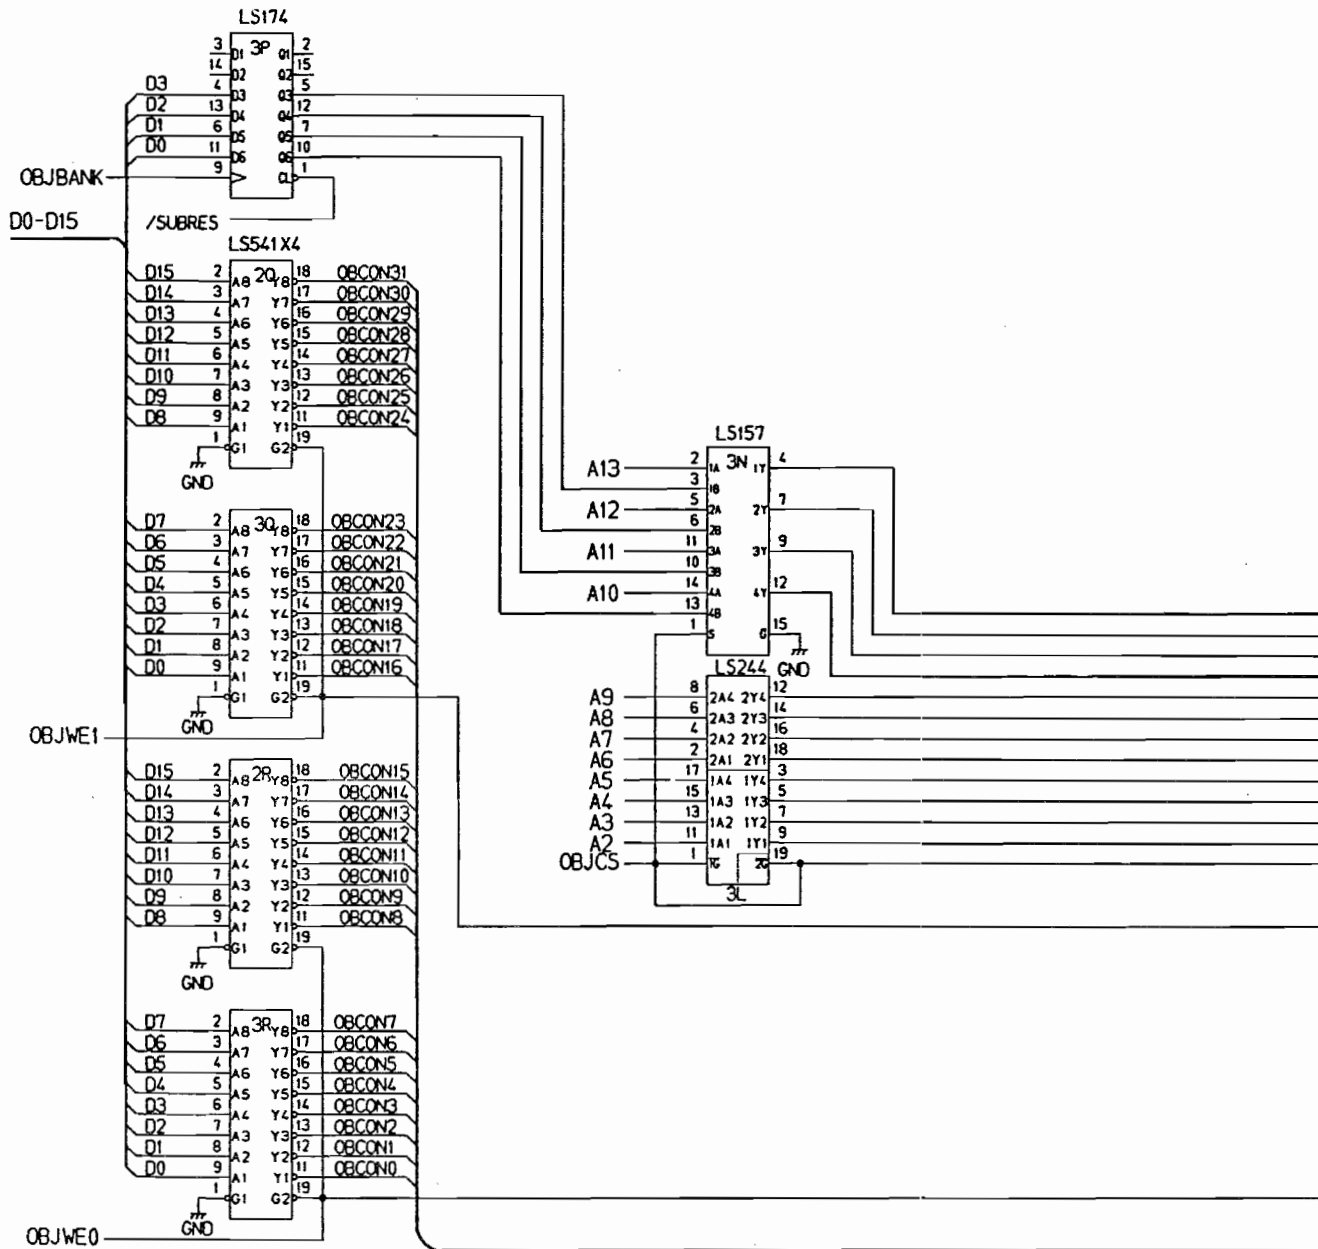 LS174
3 D1 3P Q1 2
14 D2 Q2 15
D3 4 D3 Q3 5
D2 13 D4 Q4 12
D1 6 D5 Q5 7
D0 11 D6 Q6 10
OBJBANK 9 CL 1
D0-D15
/SUBRES
LS541X4
D15 2 A8 2Q Y8 18 OBCON31
D14 3 A7 Y7 17 OBCON30
D13 4 A6 Y6 16 OBCON29
D12 5 A5 Y5 15 OBCON28
D11 6 A4 Y4 14 OBCON27
D10 7 A3 Y3 13 OBCON26
D9 8 A2 Y2 12 OBCON25
D8 9 A1 Y1 11 OBCON24
1 G1 G2 19
GND
D7 2 A8 3Q Y8 18 OBCON23
D6 3 A7 Y7 17 OBCON22
D5 4 A6 Y6 16 OBCON21
D4 5 A5 Y5 15 OBCON20
D3 6 A4 Y4 14 OBCON19
D2 7 A3 Y3 13 OBCON18
D1 8 A2 Y2 12 OBCON17
D0 9 A1 Y1 11 OBCON16
1 G1 G2 19
GND
OBJWE1
D15 2 A8 2R Y8 18 OBCON15
D14 3 A7 Y7 17 OBCON14
D13 4 A6 Y6 16 OBCON13
D12 5 A5 Y5 15 OBCON12
D11 6 A4 Y4 14 OBCON11
D10 7 A3 Y3 13 OBCON10
D9 8 A2 Y2 12 OBCON9
D8 9 A1 Y1 11 OBCON8
1 G1 G2 19
GND
D7 2 A8 3R Y8 18 OBCON7
D6 3 A7 Y7 17 OBCON6
D5 4 A6 Y6 16 OBCON5
D4 5 A5 Y5 15 OBCON4
D3 6 A4 Y4 14 OBCON3
D2 7 A3 Y3 13 OBCON2
D1 8 A2 Y2 12 OBCON1
D0 9 A1 Y1 11 OBCON0
1 G1 G2 19
GND
OBJWE0
LS157
A13 2 1A 3N 1Y 4
3 1B
A12 5 2A 2Y 7
6 2B
A11 11 3A 3Y 9
10 3B
A10 14 4A 4Y 12
13 4B
1 S G 15
GND
LS244
A9 8 2A4 2Y4 12
A8 6 2A3 2Y3 14
A7 4 2A2 2Y2 16
A6 2 2A1 2Y1 18
A5 17 1A4 1Y4 3
A4 15 1A3 1Y3 5
A3 13 1A2 1Y2 7
A2 11 1A1 1Y1 9
OBJCS 1 1G 2G 19
3L